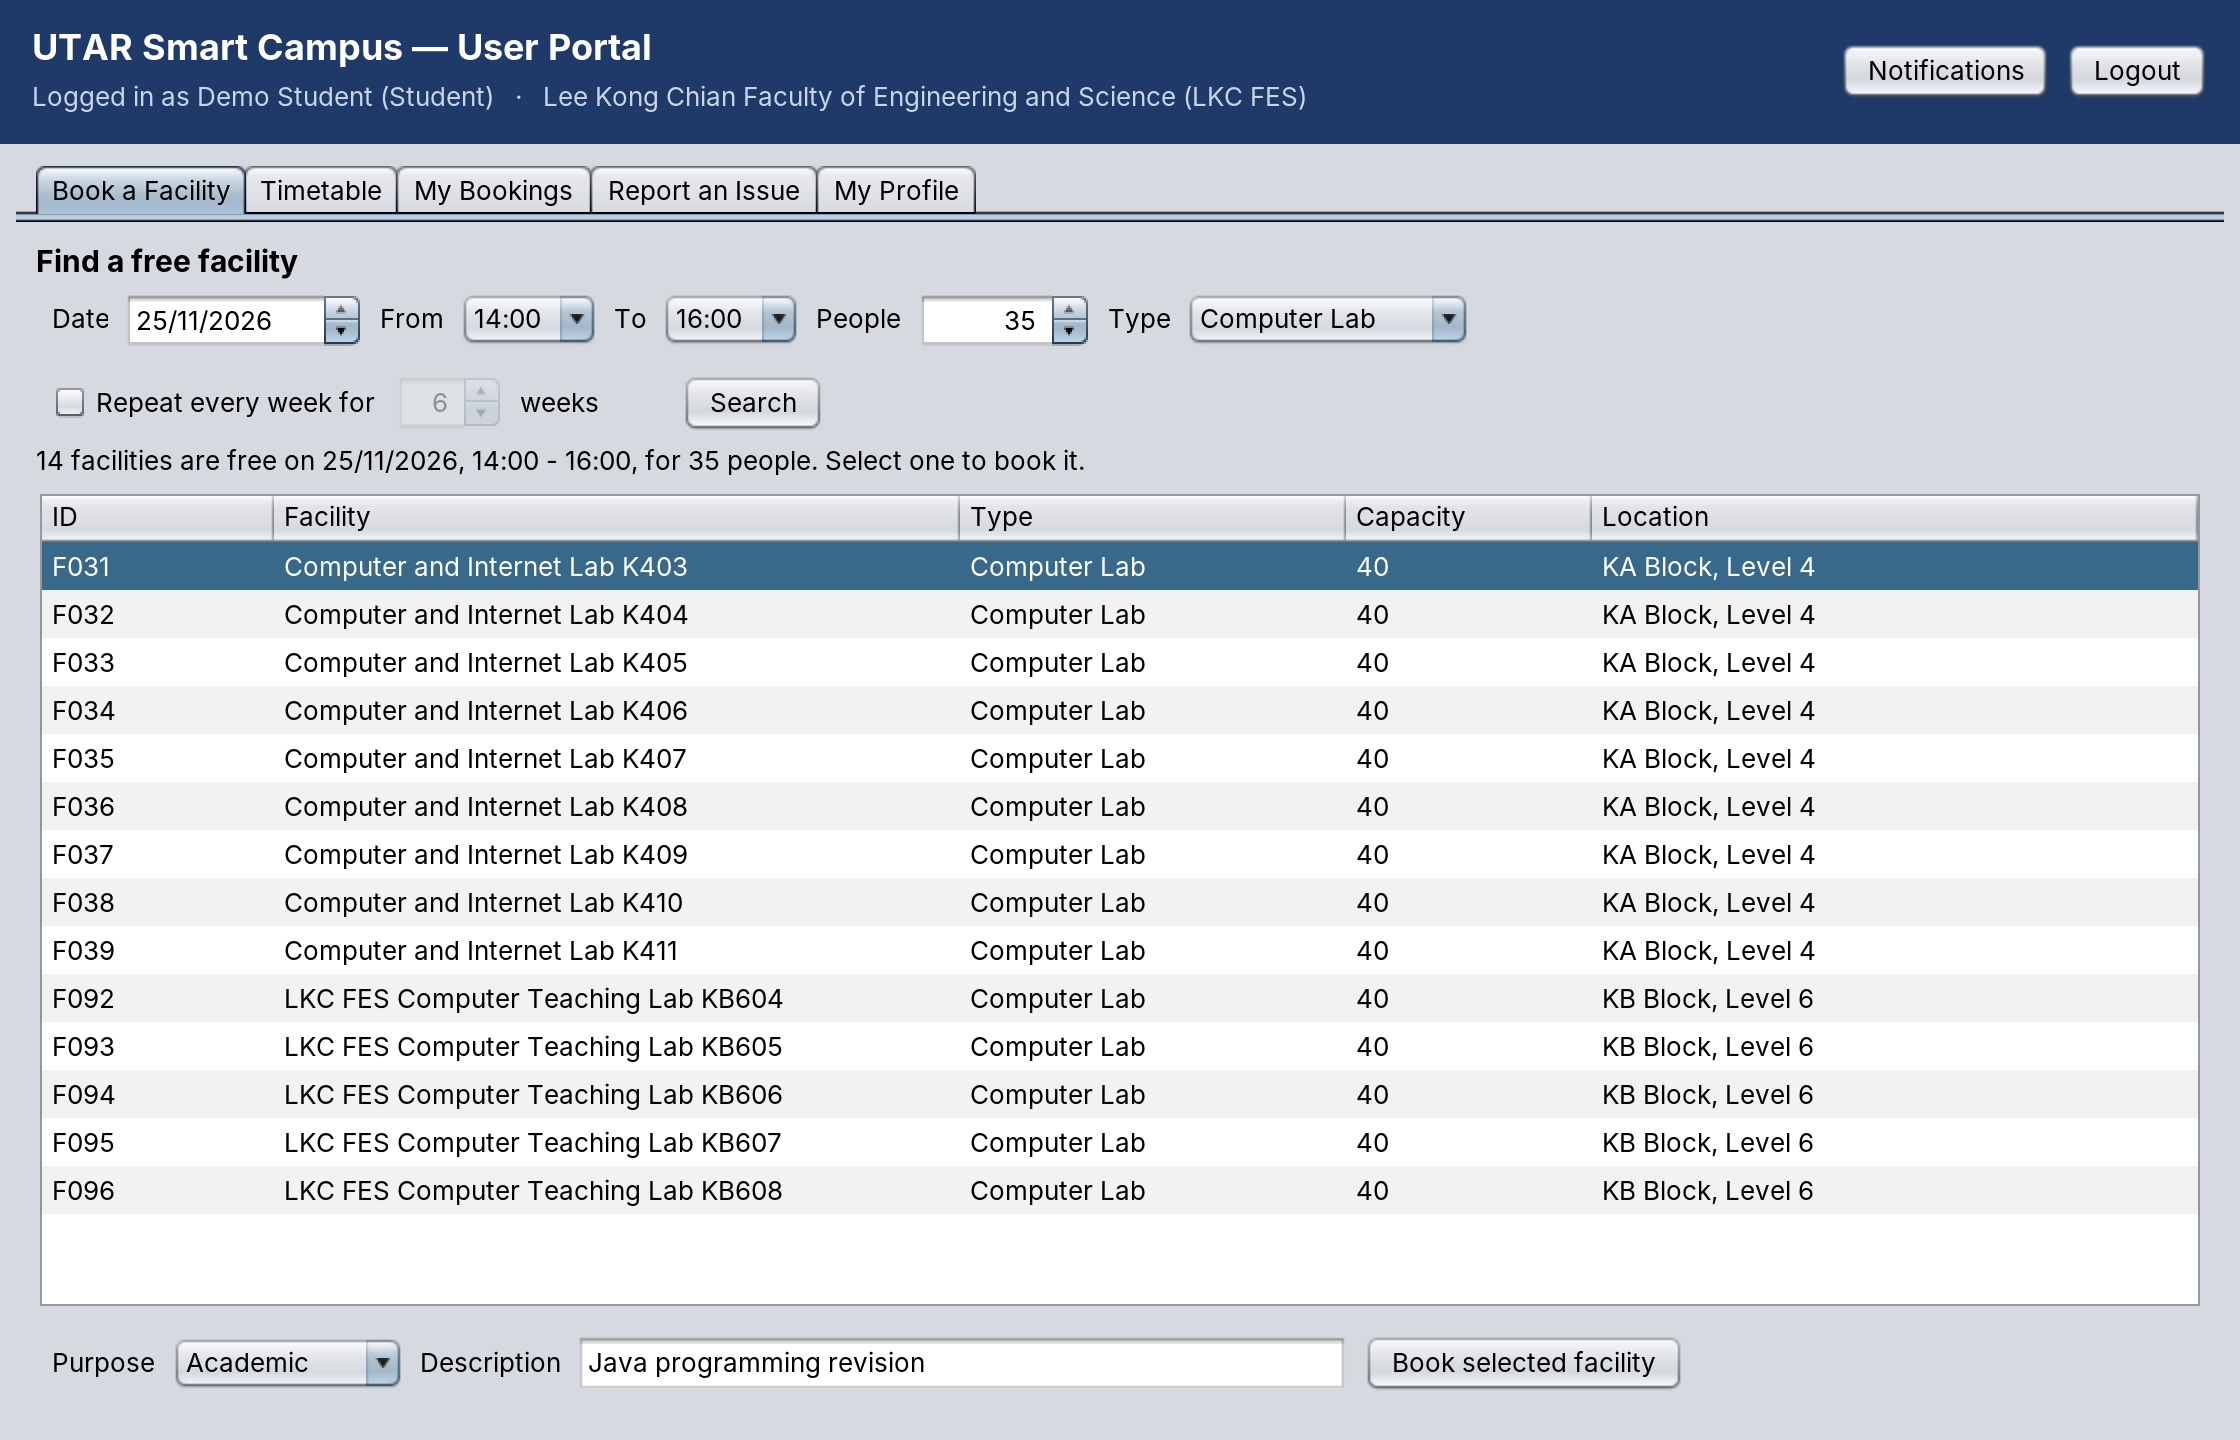 UTAR Smart Campus — User Portal
Logged in as Demo Student (Student) · Lee Kong Chian Faculty of Engineering and Science (LKC FES)
Notifications Logout
Book a Facility Timetable My Bookings Report an Issue My Profile
Find a free facility
Date 25/11/2026 From 14:00 To 16:00 People 35 Type Computer Lab
Repeat every week for 6 weeks Search
14 facilities are free on 25/11/2026, 14:00 - 16:00, for 35 people. Select one to book it.
ID Facility Type Capacity Location
F031 Computer and Internet Lab K403 Computer Lab 40 KA Block, Level 4
F032 Computer and Internet Lab K404 Computer Lab 40 KA Block, Level 4
F033 Computer and Internet Lab K405 Computer Lab 40 KA Block, Level 4
F034 Computer and Internet Lab K406 Computer Lab 40 KA Block, Level 4
F035 Computer and Internet Lab K407 Computer Lab 40 KA Block, Level 4
F036 Computer and Internet Lab K408 Computer Lab 40 KA Block, Level 4
F037 Computer and Internet Lab K409 Computer Lab 40 KA Block, Level 4
F038 Computer and Internet Lab K410 Computer Lab 40 KA Block, Level 4
F039 Computer and Internet Lab K411 Computer Lab 40 KA Block, Level 4
F092 LKC FES Computer Teaching Lab KB604 Computer Lab 40 KB Block, Level 6
F093 LKC FES Computer Teaching Lab KB605 Computer Lab 40 KB Block, Level 6
F094 LKC FES Computer Teaching Lab KB606 Computer Lab 40 KB Block, Level 6
F095 LKC FES Computer Teaching Lab KB607 Computer Lab 40 KB Block, Level 6
F096 LKC FES Computer Teaching Lab KB608 Computer Lab 40 KB Block, Level 6
Purpose Academic Description Java programming revision Book selected facility